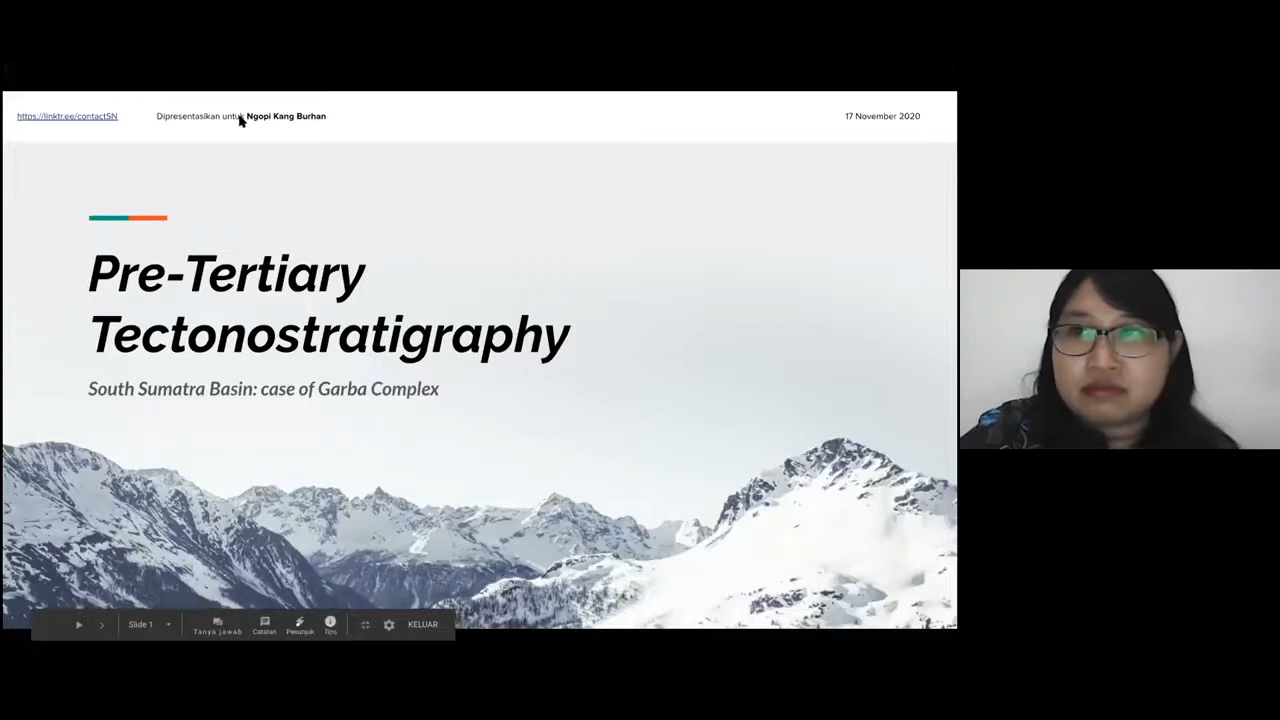 https://linktr.ee/contactSN
Dipresentasikan untuk Ngopi Kang Burhan
17 November 2020
Pre-Tertiary
Tectonostratigraphy
South Sumatra Basin: case of Garba Complex
Slide 1
Tanya jawab
Catatan
Penunjuk
Tips
KELUAR